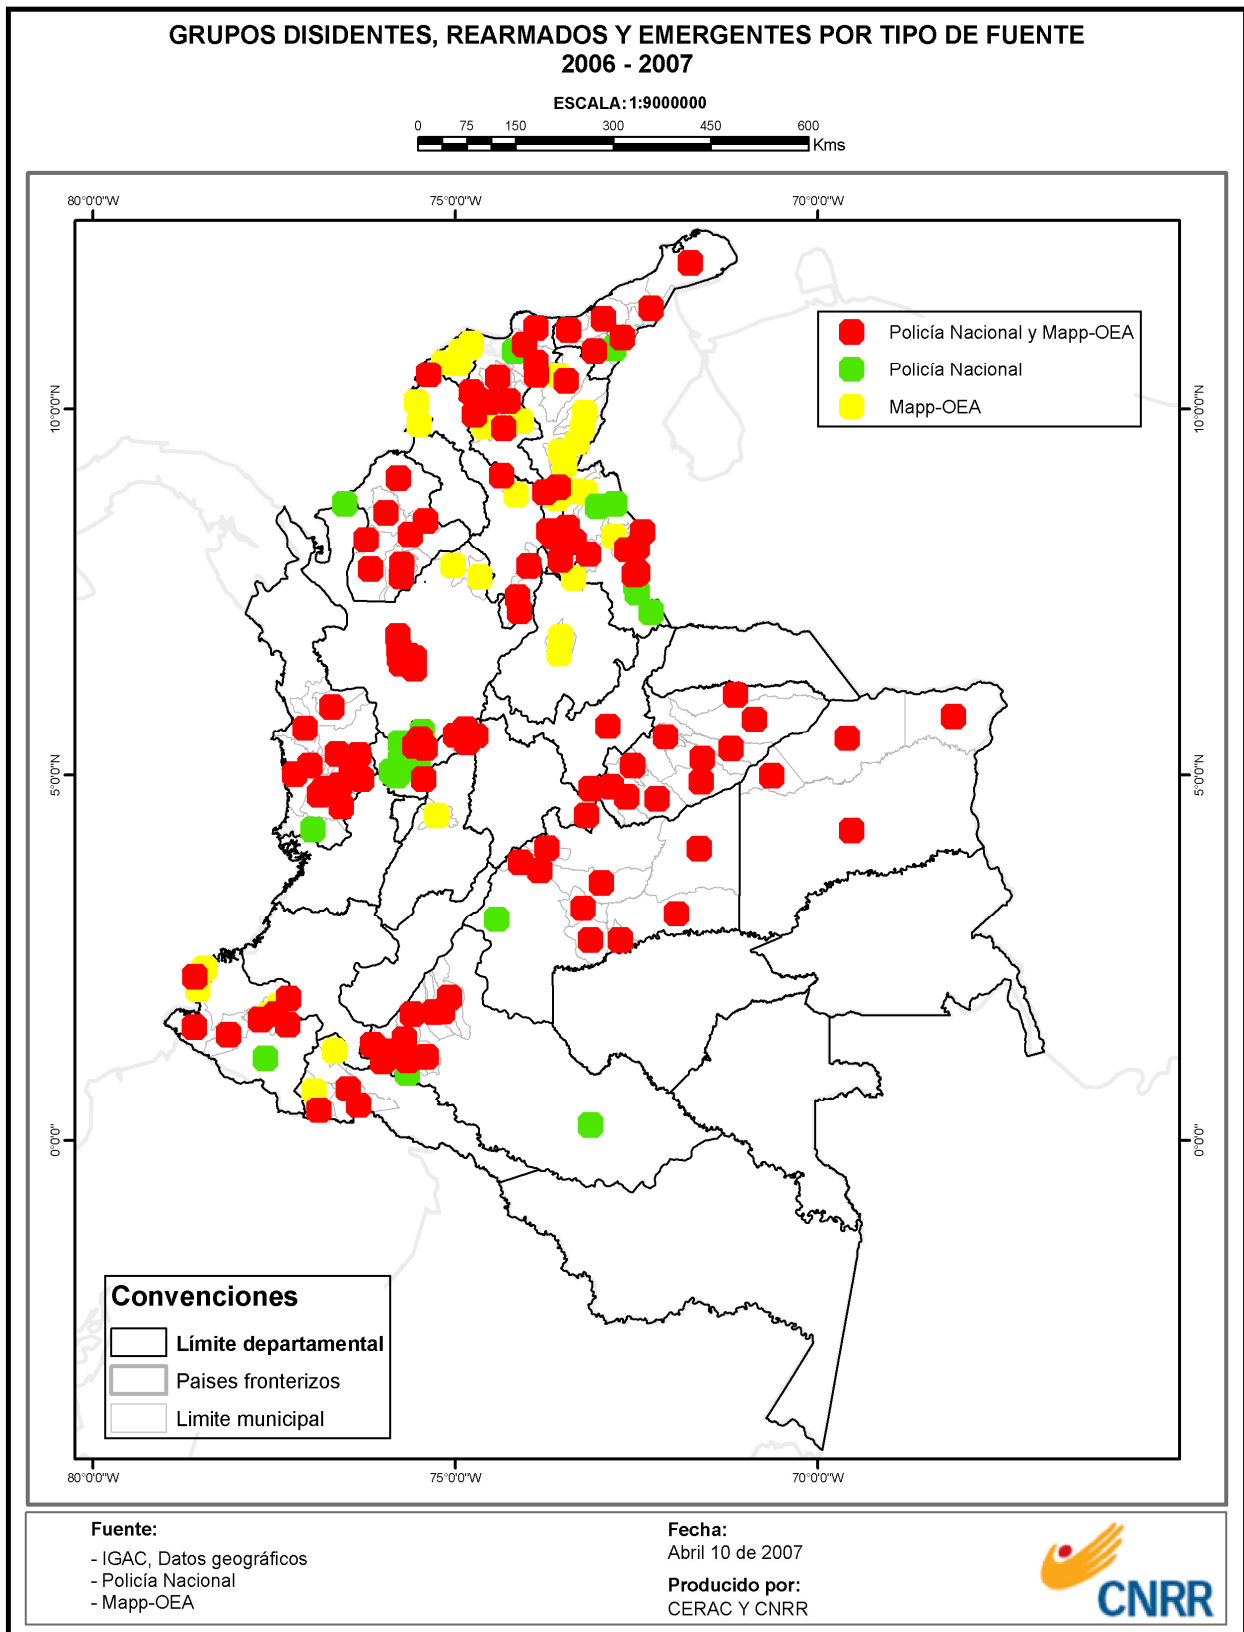 GRUPOS DISIDENTES, REARMADOS Y EMERGENTES POR TIPO DE FUENTE
2006 - 2007
ESCALA: 1:9000000
0 75 150 300 450 600
Kms
80°0'0"W 75°0'0"W 70°0'0"W
Policía Nacional y Mapp-OEA
Policía Nacional
Mapp-OEA
10°0'0"N 10°0'0"N
5°0'0"N 5°0'0"N
0°0'0" 0°0'0"
Convenciones
Límite departamental
Paises fronterizos
Limite municipal
80°0'0"W 75°0'0"W 70°0'0"W
Fuente:
- IGAC, Datos geográficos
- Policía Nacional
- Mapp-OEA
Fecha:
Abril 10 de 2007
Producido por:
CERAC Y CNRR
CNRR